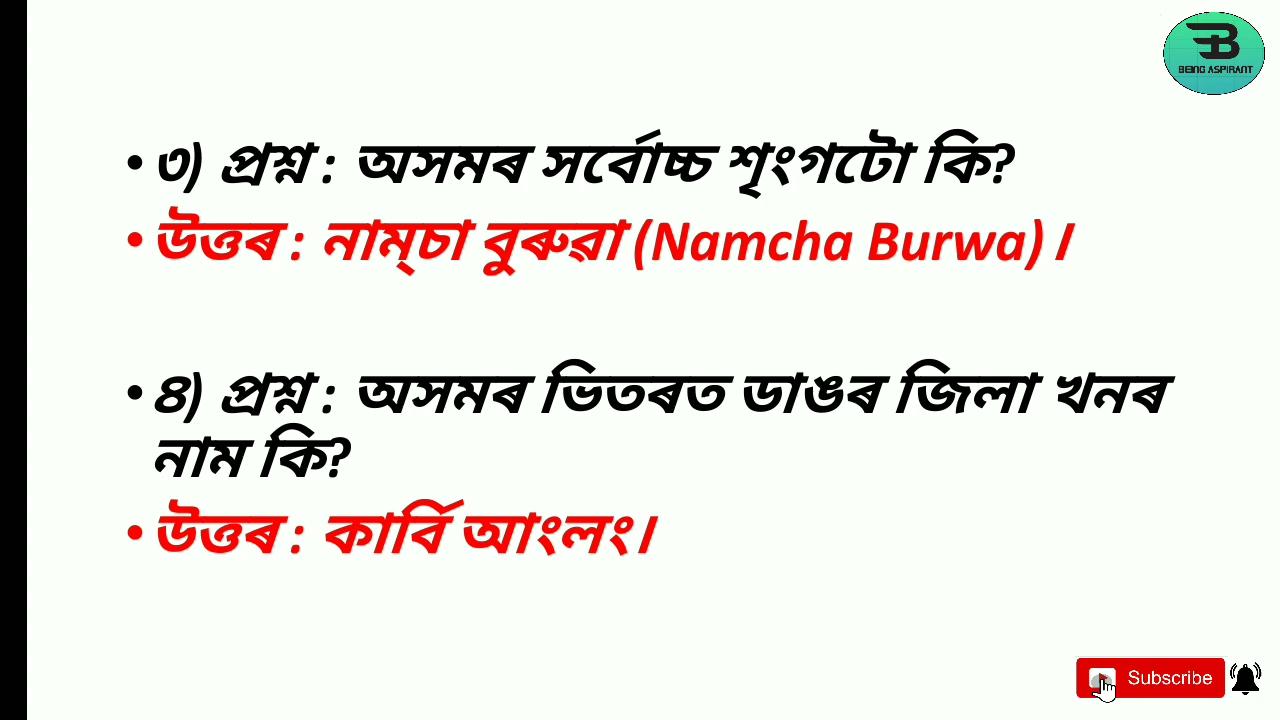 BEING ASPIRANT
• ৩) প্ৰশ্ন : অসমৰ সৰ্বোচ্চ শৃংগটো কি?
• উত্তৰ : নাম্চা বুৰুৱা (Namcha Burwa) ।
• ৪) প্ৰশ্ন : অসমৰ ভিতৰত ডাঙৰ জিলা খনৰ
নাম কি?
• উত্তৰ : কাৰ্বি আংলং।
Subscribe